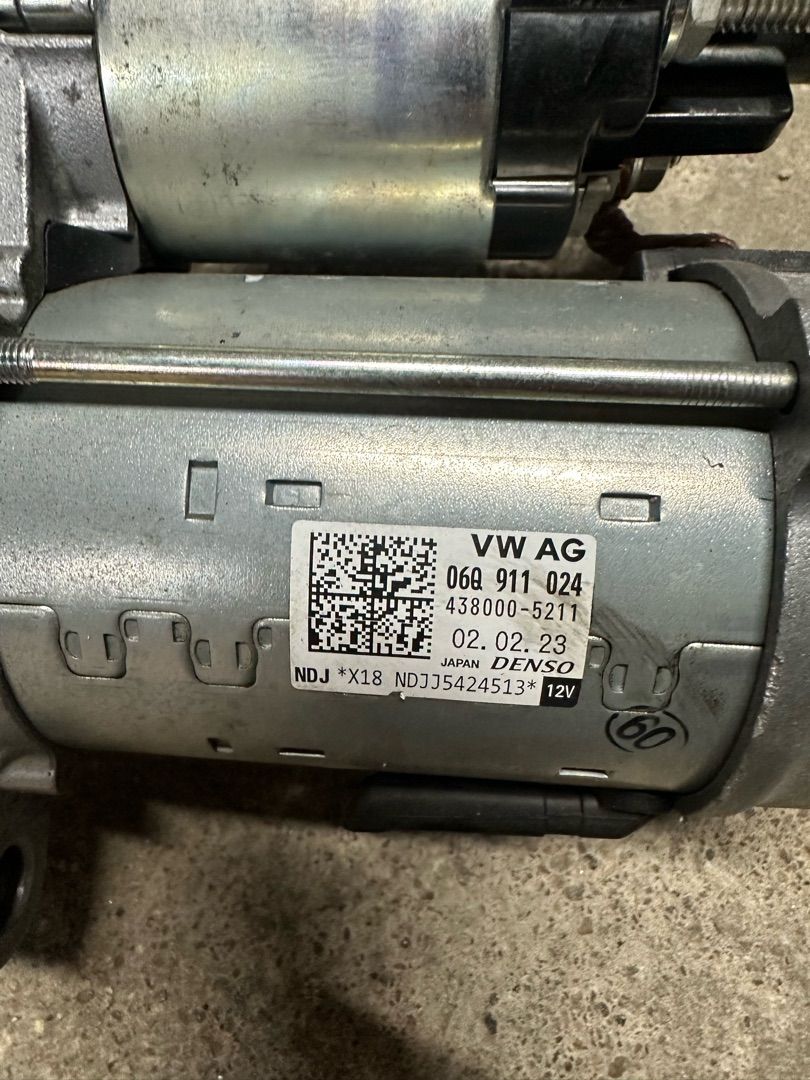 VW AG
06Q 911 024
438000-5211
02.02.23
JAPAN DENSO
NDJ *X18 NDJJ5424513* 12V
60